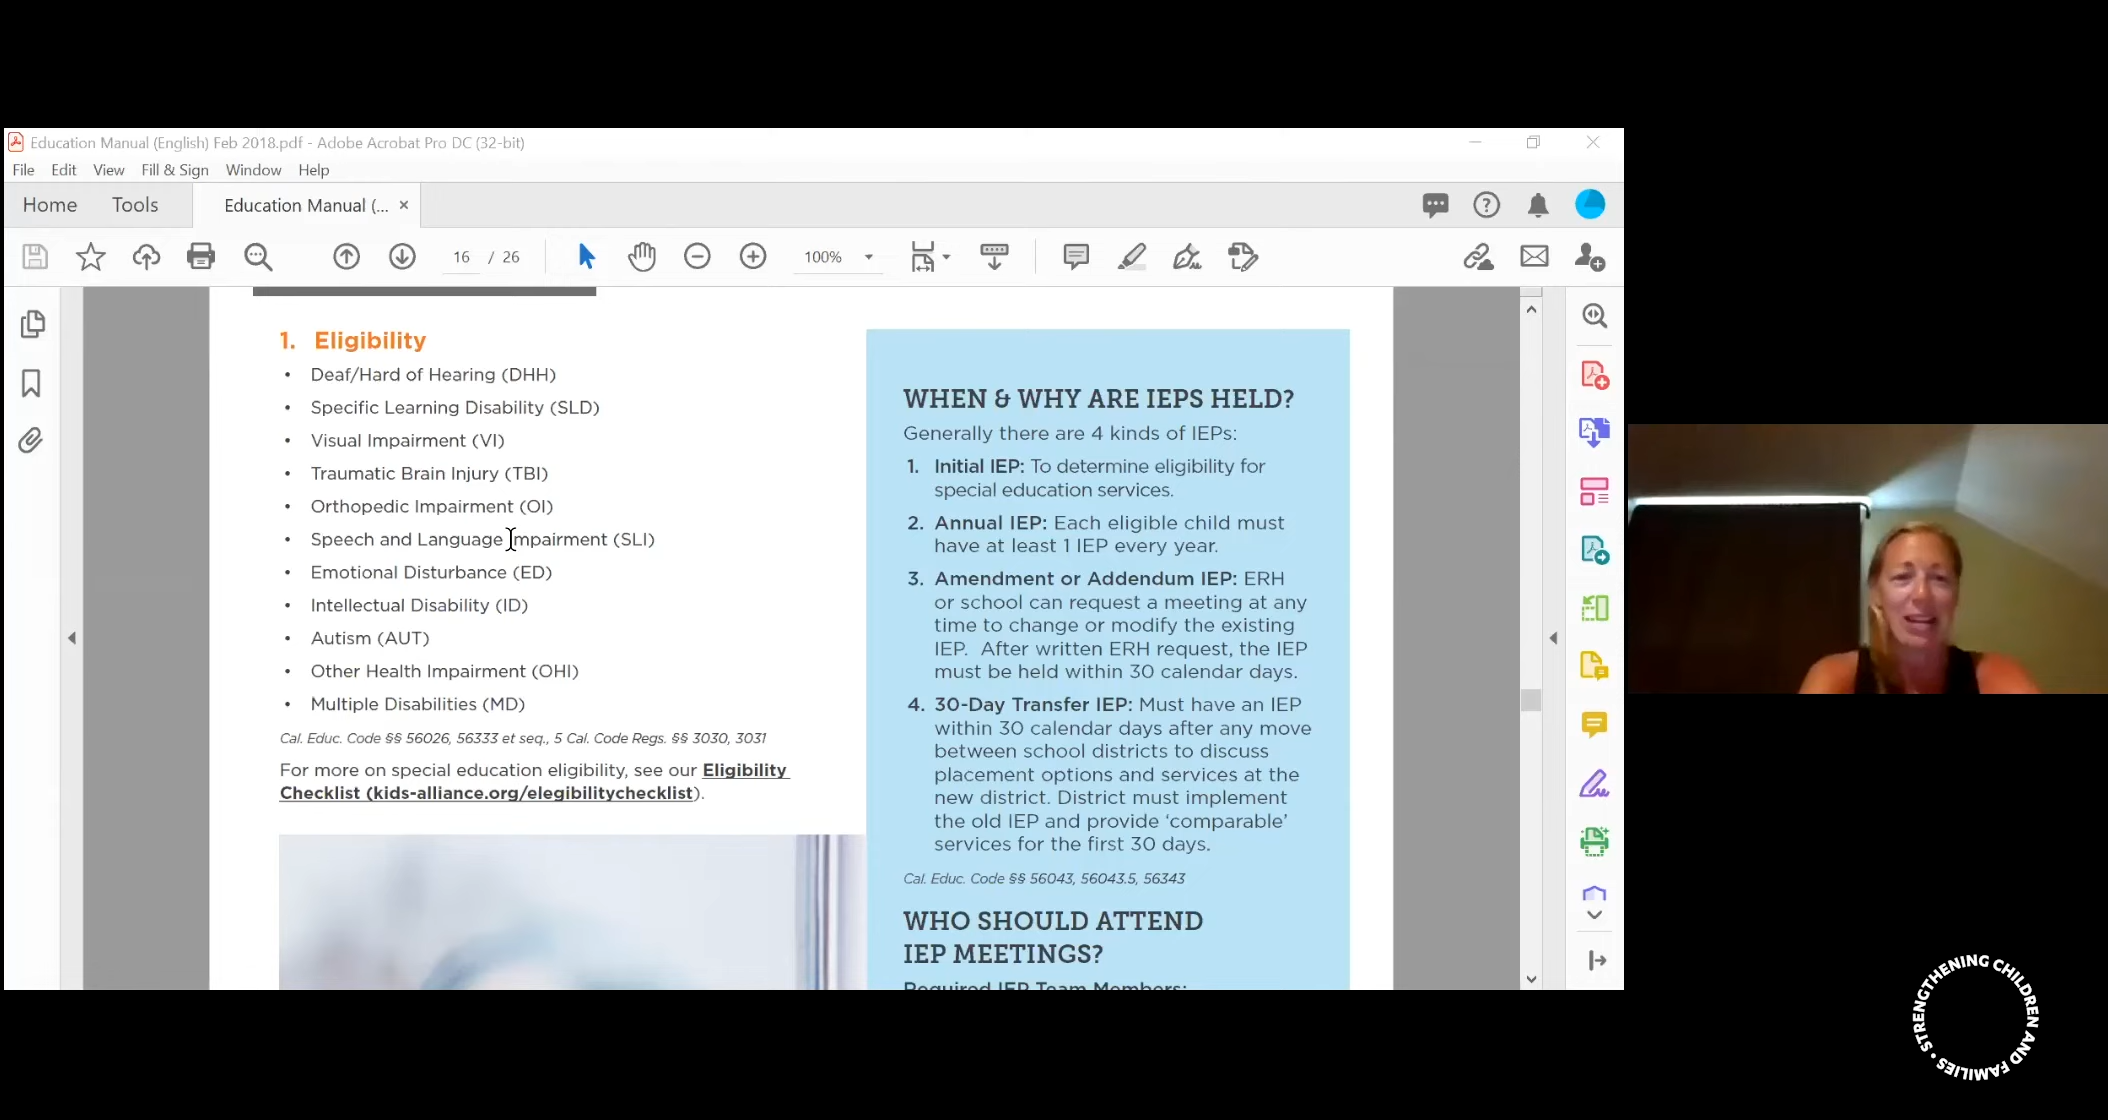 Education Manual (English) Feb 2018.pdf - Adobe Acrobat Pro DC (32-bit)
File Edit View Fill & Sign Window Help
Home Tools Education Manual (... ×
16 / 26 100%
1. Eligibility
• Deaf/Hard of Hearing (DHH)
• Specific Learning Disability (SLD)
• Visual Impairment (VI)
• Traumatic Brain Injury (TBI)
• Orthopedic Impairment (OI)
• Speech and Language Impairment (SLI)
• Emotional Disturbance (ED)
• Intellectual Disability (ID)
• Autism (AUT)
• Other Health Impairment (OHI)
• Multiple Disabilities (MD)
Cal. Educ. Code §§ 56026, 56333 et seq., 5 Cal. Code Regs. §§ 3030, 3031
For more on special education eligibility, see our Eligibility
Checklist (kids-alliance.org/elegibilitychecklist).
WHEN & WHY ARE IEPS HELD?
Generally there are 4 kinds of IEPs:
1. Initial IEP: To determine eligibility for
special education services.
2. Annual IEP: Each eligible child must
have at least 1 IEP every year.
3. Amendment or Addendum IEP: ERH
or school can request a meeting at any
time to change or modify the existing
IEP. After written ERH request, the IEP
must be held within 30 calendar days.
4. 30-Day Transfer IEP: Must have an IEP
within 30 calendar days after any move
between school districts to discuss
placement options and services at the
new district. District must implement
the old IEP and provide ‘comparable’
services for the first 30 days.
Cal. Educ. Code §§ 56043, 56043.5, 56343
WHO SHOULD ATTEND
IEP MEETINGS?
Required IEP Team Members:
STRENGTHENING CHILDREN AND FAMILIES •